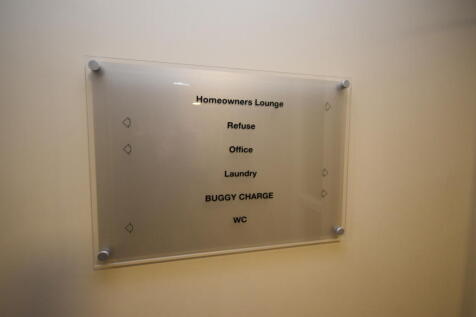 Homeowners Lounge
Refuse
Office
Laundry
BUGGY CHARGE
WC